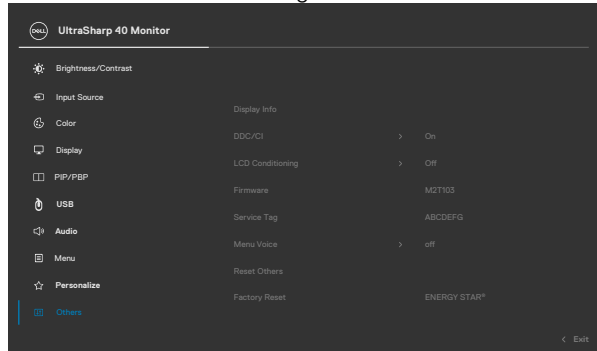 DELL UltraSharp 40 Monitor
Brightness/Contrast
Input Source
Color
Display
PIP/PBP
USB
Audio
Menu
Personalize
Others
Display Info
DDC/CI > On
LCD Conditioning > Off
Firmware M2T103
Service Tag ABCDEFG
Menu Voice > off
Reset Others
Factory Reset ENERGY STAR®
< Exit